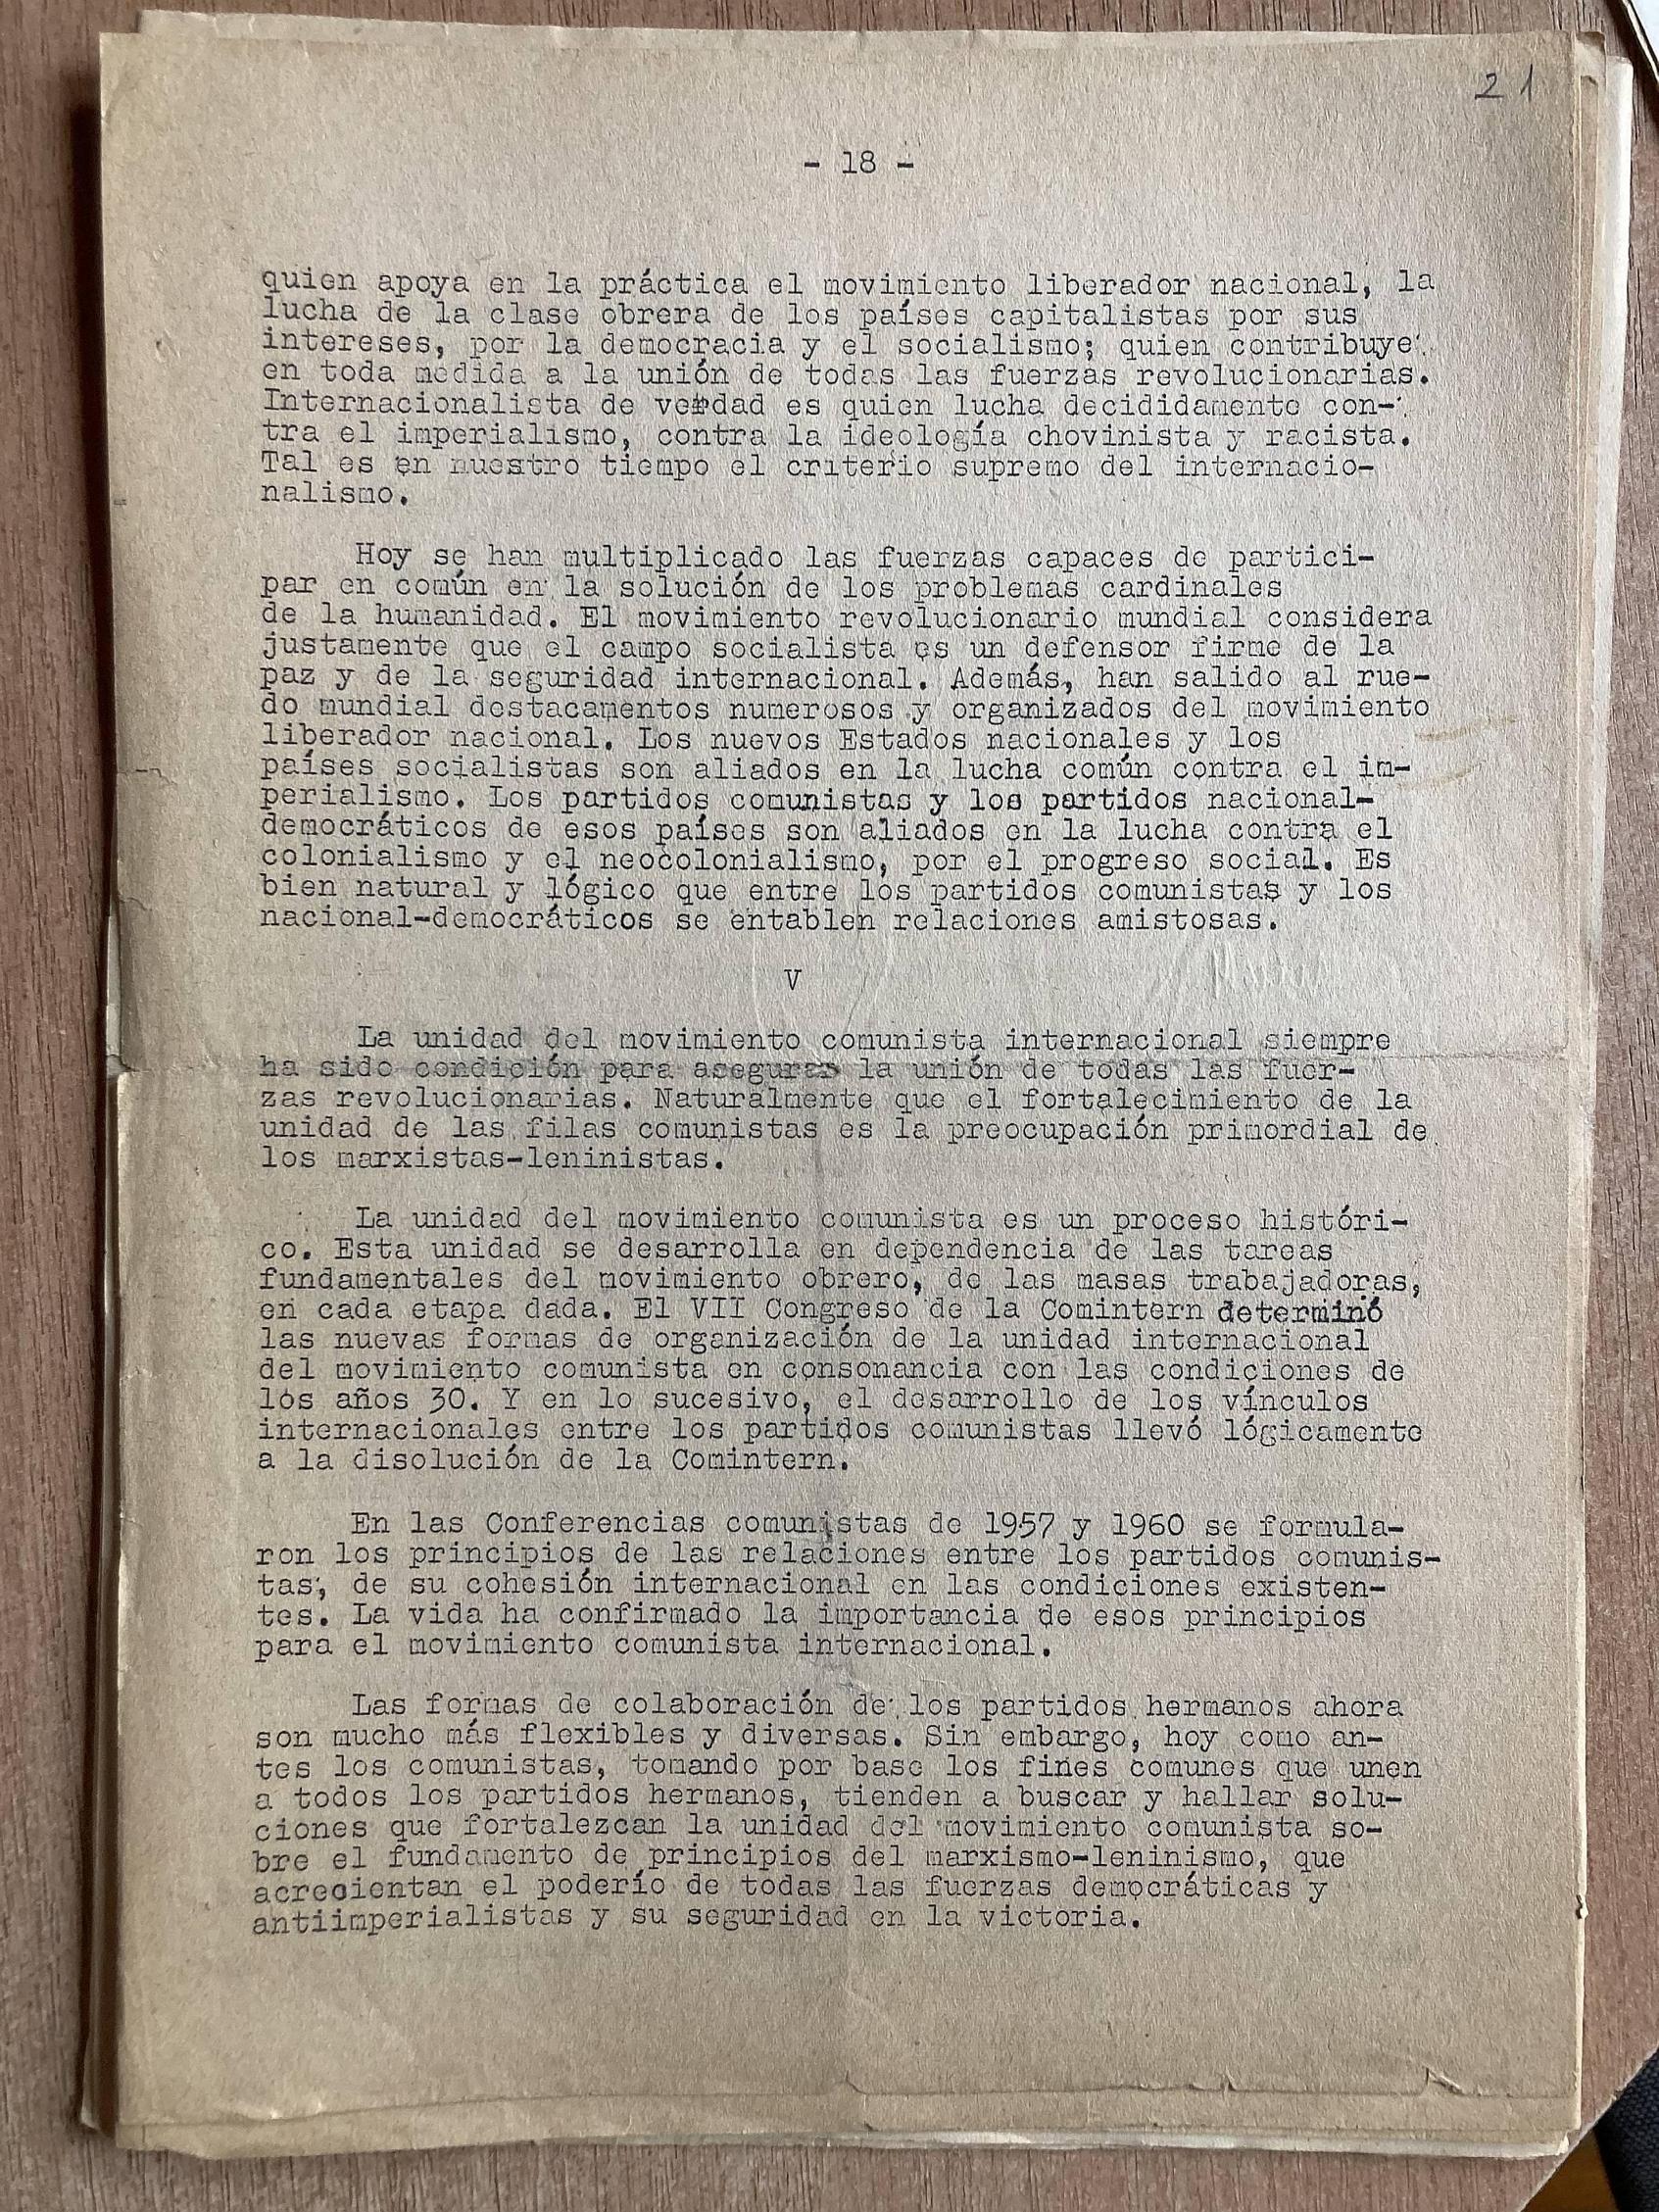 21
- 18 -
quien apoya en la práctica el movimiento liberador nacional, la
lucha de la clase obrera de los países capitalistas por sus
intereses, por la democracia y el socialismo; quien contribuye
en toda medida a la unión de todas las fuerzas revolucionarias.
Internacionalista de verdad es quien lucha decididamente con-
tra el imperialismo, contra la ideología chovinista y racista.
Tal es en nuestro tiempo el criterio supremo del internacio-
nalismo.
Hoy se han multiplicado las fuerzas capaces de partici-
par en común en la solución de los problemas cardinales
de la humanidad. El movimiento revolucionario mundial considera
justamente que el campo socialista es un defensor firme de la
paz y de la seguridad internacional. Además, han salido al rue-
do mundial destacamentos numerosos y organizados del movimiento
liberador nacional. Los nuevos Estados nacionales y los
países socialistas son aliados en la lucha común contra el im-
perialismo. Los partidos comunistas y los partidos nacional-
democráticos de esos países son aliados en la lucha contra el
colonialismo y el neocolonialismo, por el progreso social. Es
bien natural y lógico que entre los partidos comunistas y los
nacional-democráticos se entablen relaciones amistosas.
V
La unidad del movimiento comunista internacional siempre
ha sido condición para asegurar la unión de todas las fuer-
zas revolucionarias. Naturalmente que el fortalecimiento de la
unidad de las filas comunistas es la preocupación primordial de
los marxistas-leninistas.
La unidad del movimiento comunista es un proceso históri-
co. Esta unidad se desarrolla en dependencia de las tareas
fundamentales del movimiento obrero, de las masas trabajadoras,
en cada etapa dada. El VII Congreso de la Comintern determinó
las nuevas formas de organización de la unidad internacional
del movimiento comunista en consonancia con las condiciones de
los años 30. Y en lo sucesivo, el desarrollo de los vínculos
internacionales entre los partidos comunistas llevó lógicamente
a la disolución de la Comintern.
En las Conferencias comunistas de 1957 y 1960 se formula-
ron los principios de las relaciones entre los partidos comunis-
tas, de su cohesión internacional en las condiciones existen-
tes. La vida ha confirmado la importancia de esos principios
para el movimiento comunista internacional.
Las formas de colaboración de los partidos hermanos ahora
son mucho más flexibles y diversas. Sin embargo, hoy como an-
tes los comunistas, tomando por base los fines comunes que unen
a todos los partidos hermanos, tienden a buscar y hallar solu-
ciones que fortalezcan la unidad del movimiento comunista so-
bre el fundamento de principios del marxismo-leninismo, que
acrecientan el poderío de todas las fuerzas democráticas y
antiimperialistas y su seguridad en la victoria.